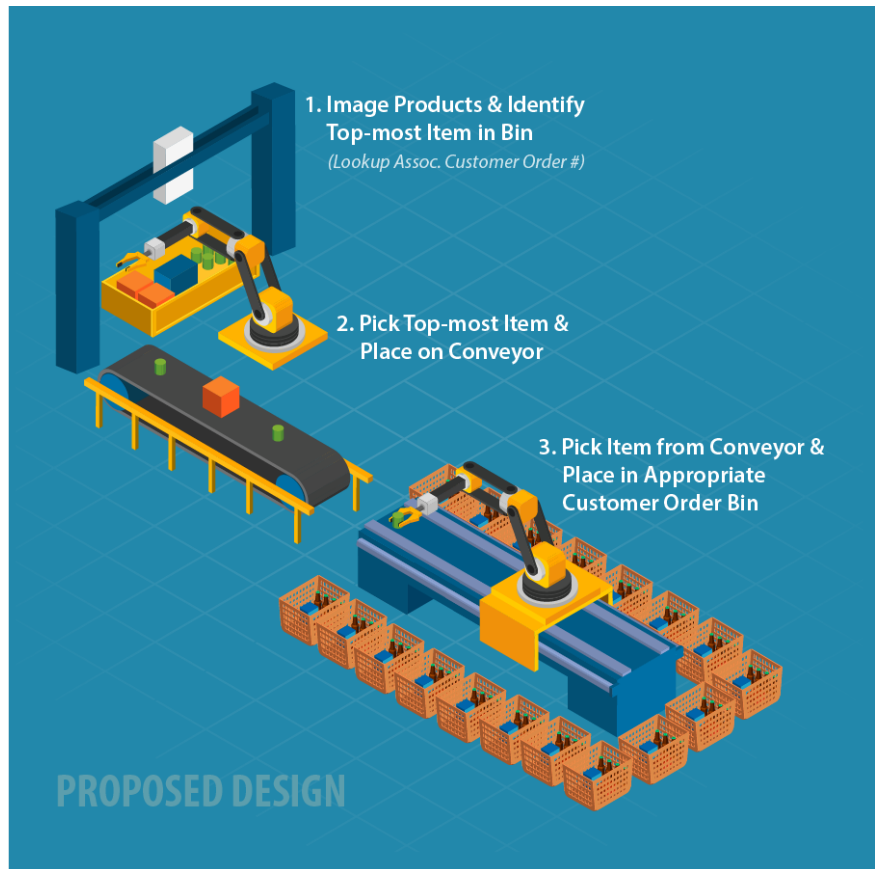 1. Image Products & Identify
Top-most Item in Bin
(Lookup Assoc. Customer Order #)
2. Pick Top-most Item &
Place on Conveyor
3. Pick Item from Conveyor &
Place in Appropriate
Customer Order Bin
PROPOSED DESIGN